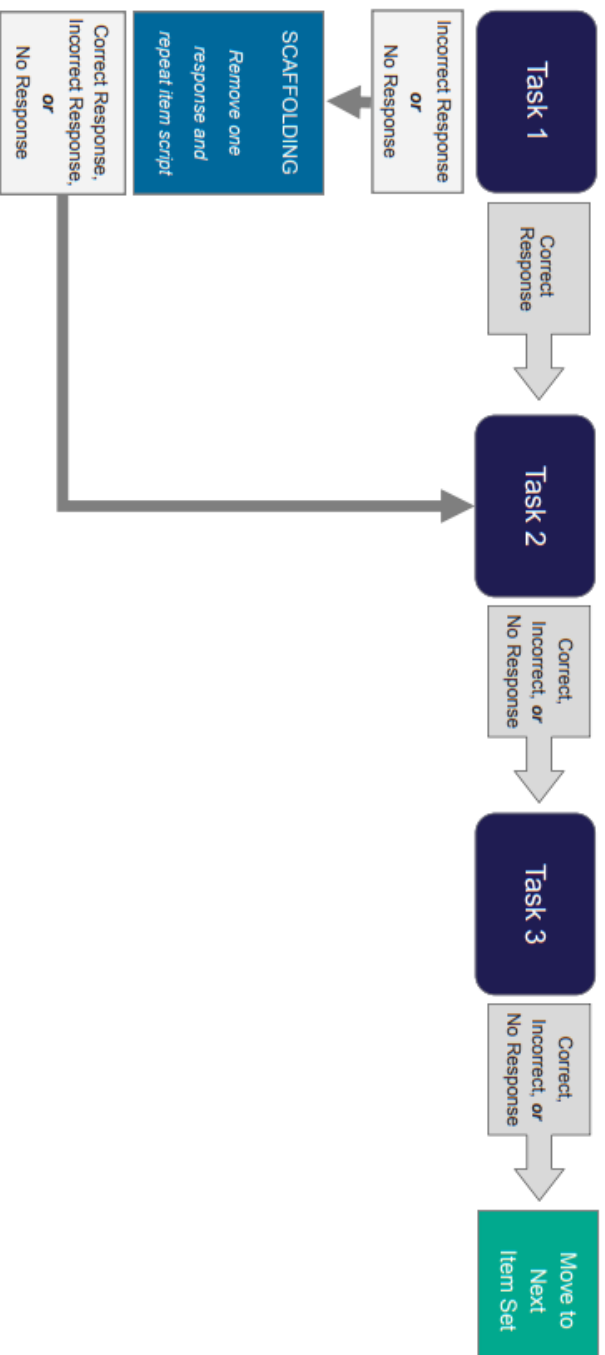 Task 1
Correct
Response
Task 2
Correct,
Incorrect, or
No Response
Task 3
Correct,
Incorrect, or
No Response
Move to
Next
Item Set
Incorrect Response
or
No Response
SCAFFOLDING
Remove one
response and
repeat item script
Correct Response,
Incorrect Response,
or
No Response